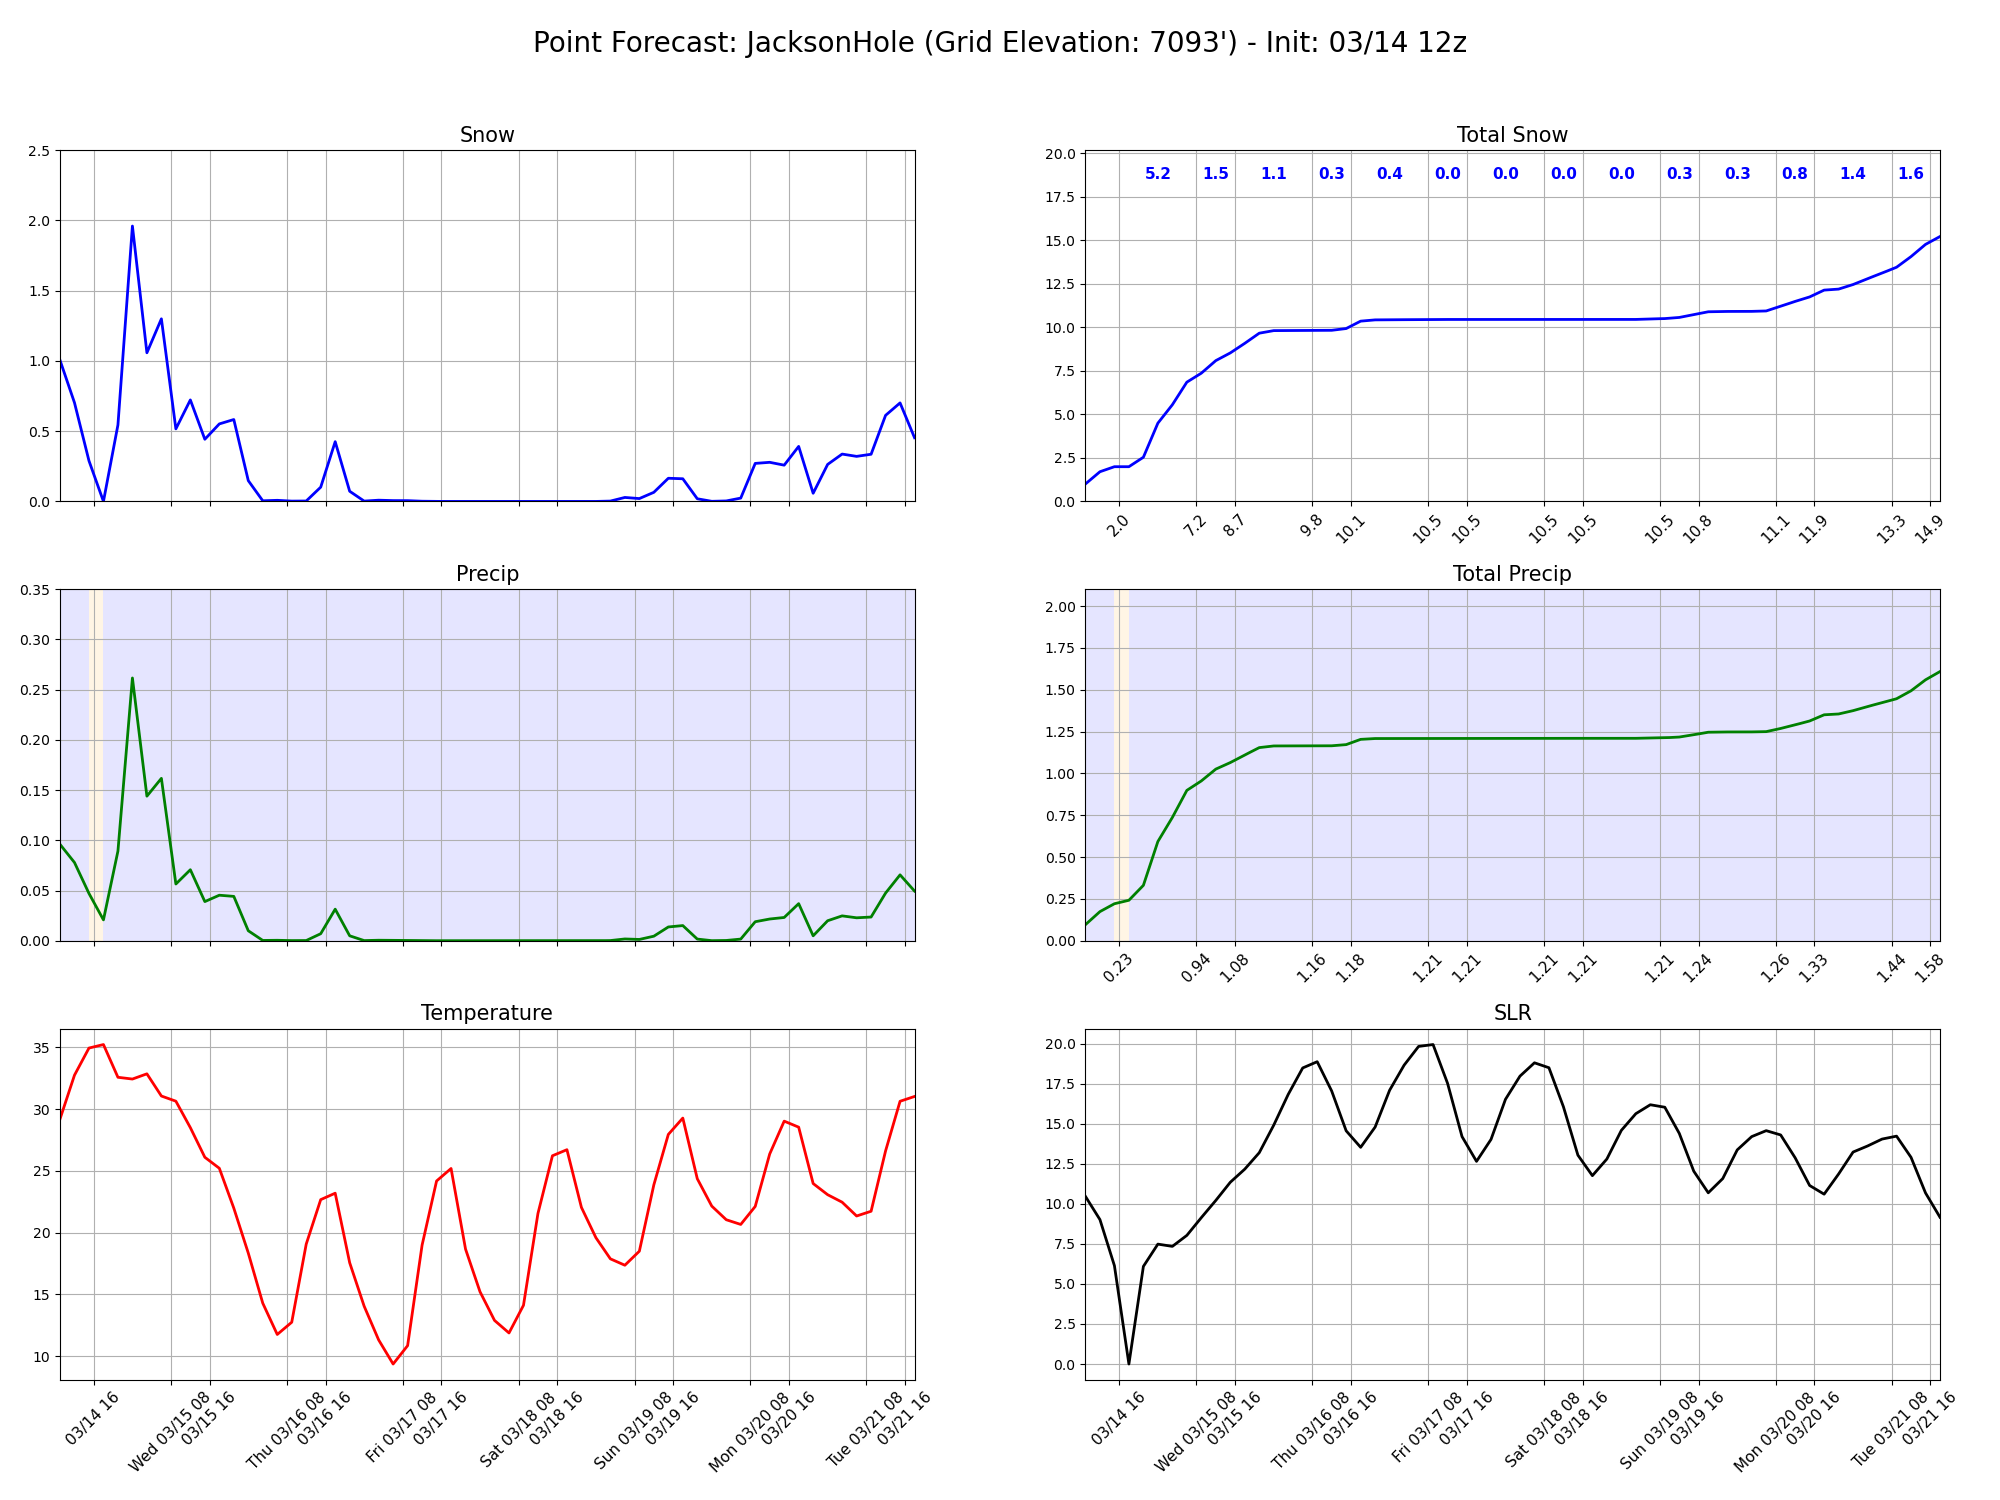 Point Forecast: JacksonHole (Grid Elevation: 7093') - Init: 03/14 12z
Snow
2.5
2.0
1.5
1.0
0.5
0.0
Total Snow
20.0
17.5
15.0
12.5
10.0
7.5
5.0
2.5
0.0
5.2 1.5 1.1 0.3 0.4 0.0 0.0 0.0 0.0 0.3 0.3 0.8 1.4 1.6
2.0 7.2 8.7 9.8 10.1 10.5 10.5 10.5 10.5 10.5 10.8 11.1 11.9 13.3 14.9
Precip
0.35
0.30
0.25
0.20
0.15
0.10
0.05
0.00
Total Precip
2.00
1.75
1.50
1.25
1.00
0.75
0.50
0.25
0.00
0.23 0.94 1.08 1.16 1.18 1.21 1.21 1.21 1.21 1.21 1.24 1.26 1.33 1.44 1.58
Temperature
35
30
25
20
15
10
03/14 16
Wed 03/15 08
03/15 16
Thu 03/16 08
03/16 16
Fri 03/17 08
03/17 16
Sat 03/18 08
03/18 16
Sun 03/19 08
03/19 16
Mon 03/20 08
03/20 16
Tue 03/21 08
03/21 16
SLR
20.0
17.5
15.0
12.5
10.0
7.5
5.0
2.5
0.0
03/14 16
Wed 03/15 08
03/15 16
Thu 03/16 08
03/16 16
Fri 03/17 08
03/17 16
Sat 03/18 08
03/18 16
Sun 03/19 08
03/19 16
Mon 03/20 08
03/20 16
Tue 03/21 08
03/21 16